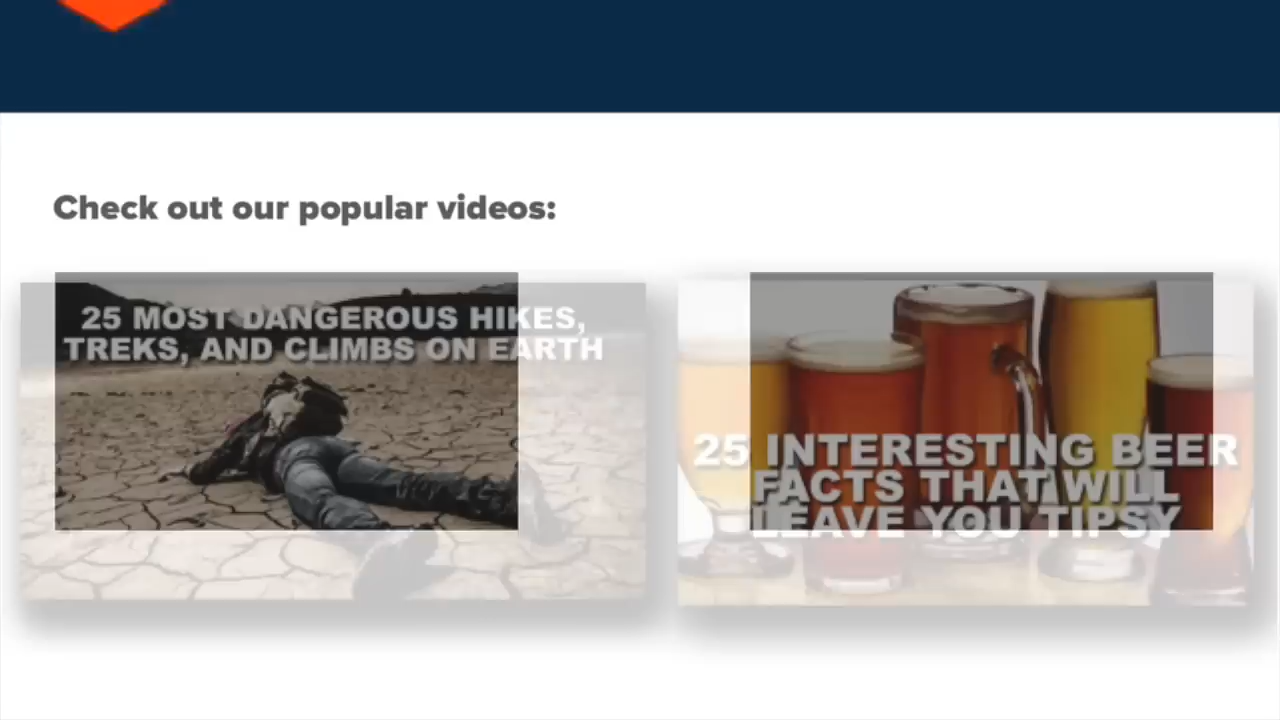 Check out our popular videos:
25 MOST DANGEROUS HIKES,
TREKS, AND CLIMBS ON EARTH
25 INTERESTING BEER
FACTS THAT WILL
LEAVE YOU TIPSY